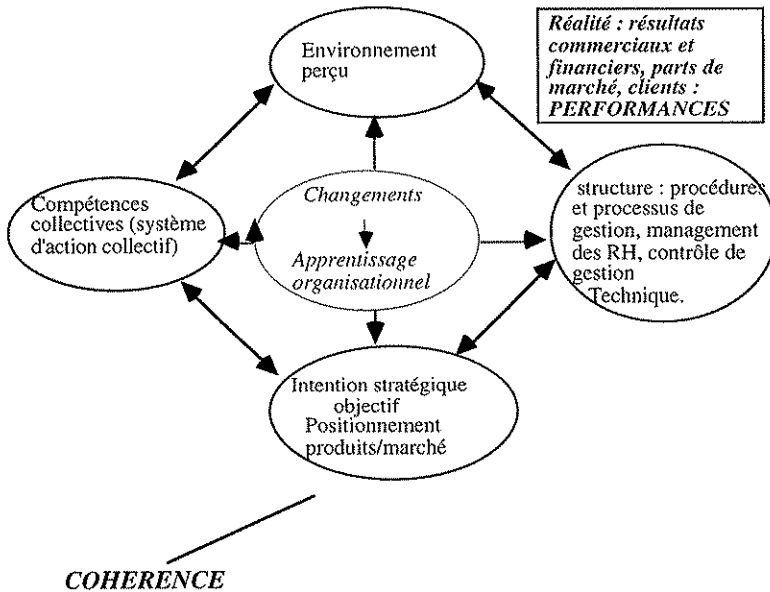 Environnement
perçu
Réalité : résultats
commerciaux et
financiers, parts de
marché, clients :
PERFORMANCES
Compétences
collectives (système
d'action collectif)
Changements
Apprentissage
organisationnel
structure : procédures
et processus de
gestion, management
des RH, contrôle de
gestion
Technique.
Intention stratégique
objectif
Positionnement
produits/marché
COHERENCE